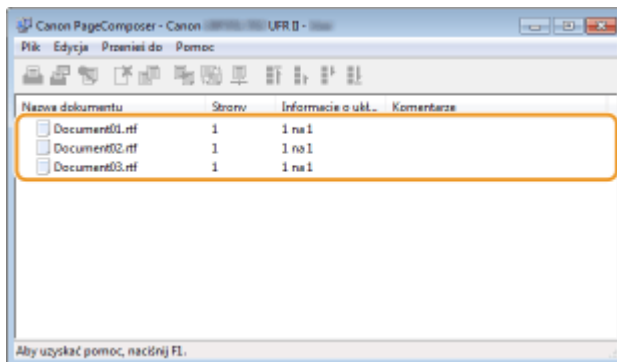 Canon PageComposer - Canon UFR II -
Plik Edycja Przenieś do Pomoc
Nazwa dokumentu Strony Informacje o ukł... Komentarze
Document01.rtf 1 1 na 1
Document02.rtf 1 1 na 1
Document03.rtf 1 1 na 1
Aby uzyskać pomoc, naciśnij F1.